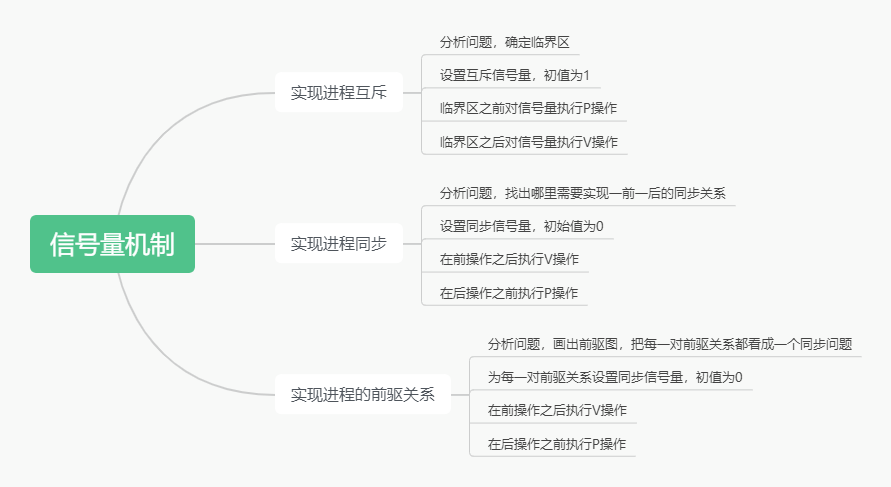 信号量机制
实现进程互斥
分析问题，确定临界区
设置互斥信号量，初值为1
临界区之前对信号量执行P操作
临界区之后对信号量执行V操作
实现进程同步
分析问题，找出哪里需要实现一前一后的同步关系
设置同步信号量，初始值为0
在前操作之后执行V操作
在后操作之前执行P操作
实现进程的前驱关系
分析问题，画出前驱图，把每一对前驱关系都看成一个同步问题
为每一对前驱关系设置同步信号量，初值为0
在前操作之后执行V操作
在后操作之前执行P操作